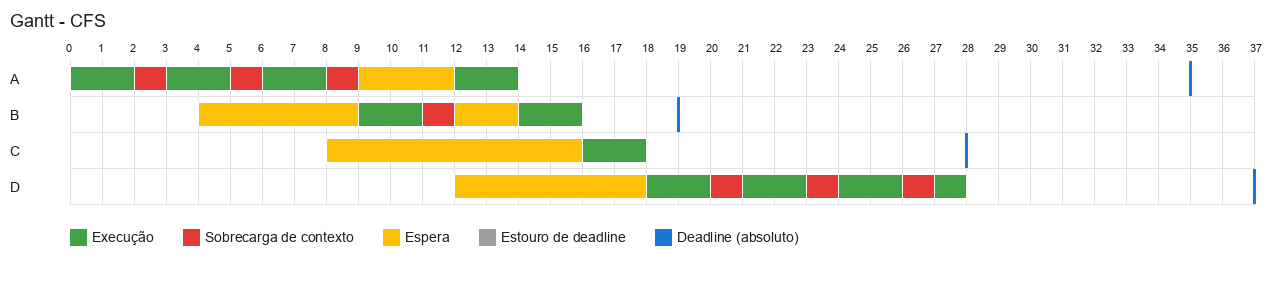 Gantt - CFS
0 1 2 3 4 5 6 7 8 9 10 11 12 13 14 15 16 17 18 19 20 21 22 23 24 25 26 27 28 29 30 31 32 33 34 35 36 37
A
B
C
D
Execução Sobrecarga de contexto Espera Estouro de deadline Deadline (absoluto)